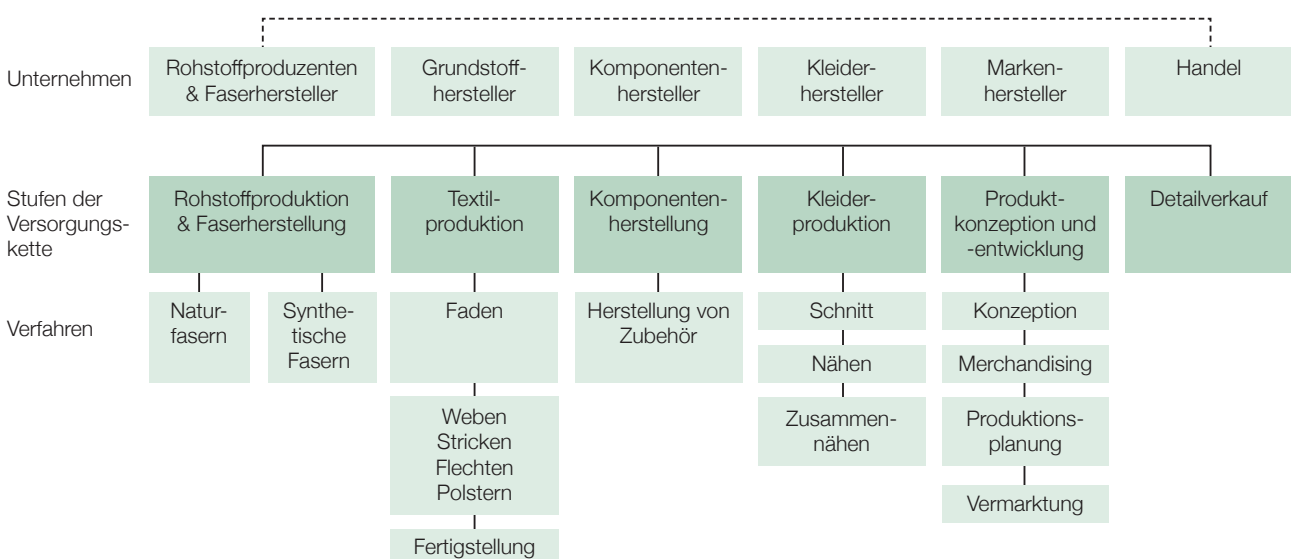 Unternehmen
Rohstoffproduzenten
& Faserhersteller
Grundstoff-
hersteller
Komponenten-
hersteller
Kleider-
hersteller
Marken-
hersteller
Handel
Stufen der
Versorgungs-
kette
Rohstoffproduktion
& Faserherstellung
Textil-
produktion
Komponenten-
herstellung
Kleider-
produktion
Produkt-
konzeption und
-entwicklung
Detailverkauf
Verfahren
Natur-
fasern
Synthe-
tische
Fasern
Faden
Weben
Stricken
Flechten
Polstern
Fertigstellung
Herstellung von
Zubehör
Schnitt
Nähen
Zusammen-
nähen
Konzeption
Merchandising
Produktions-
planung
Vermarktung